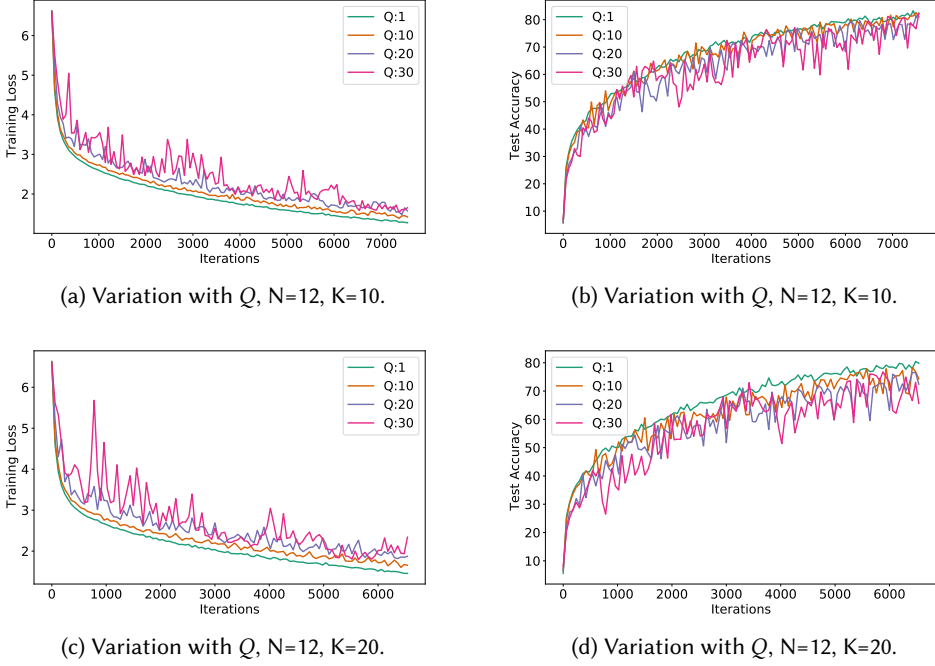 Training Loss
6
5
4
3
2
0 1000 2000 3000 4000 5000 6000 7000
Iterations
Q:1
Q:10
Q:20
Q:30
(a) Variation with Q, N=12, K=10.
Test Accuracy
80
70
60
50
40
30
20
10
0 1000 2000 3000 4000 5000 6000 7000
Iterations
Q:1
Q:10
Q:20
Q:30
(b) Variation with Q, N=12, K=10.
Training Loss
6
5
4
3
2
0 1000 2000 3000 4000 5000 6000
Iterations
Q:1
Q:10
Q:20
Q:30
(c) Variation with Q, N=12, K=20.
Test Accuracy
80
70
60
50
40
30
20
10
0 1000 2000 3000 4000 5000 6000
Iterations
Q:1
Q:10
Q:20
Q:30
(d) Variation with Q, N=12, K=20.